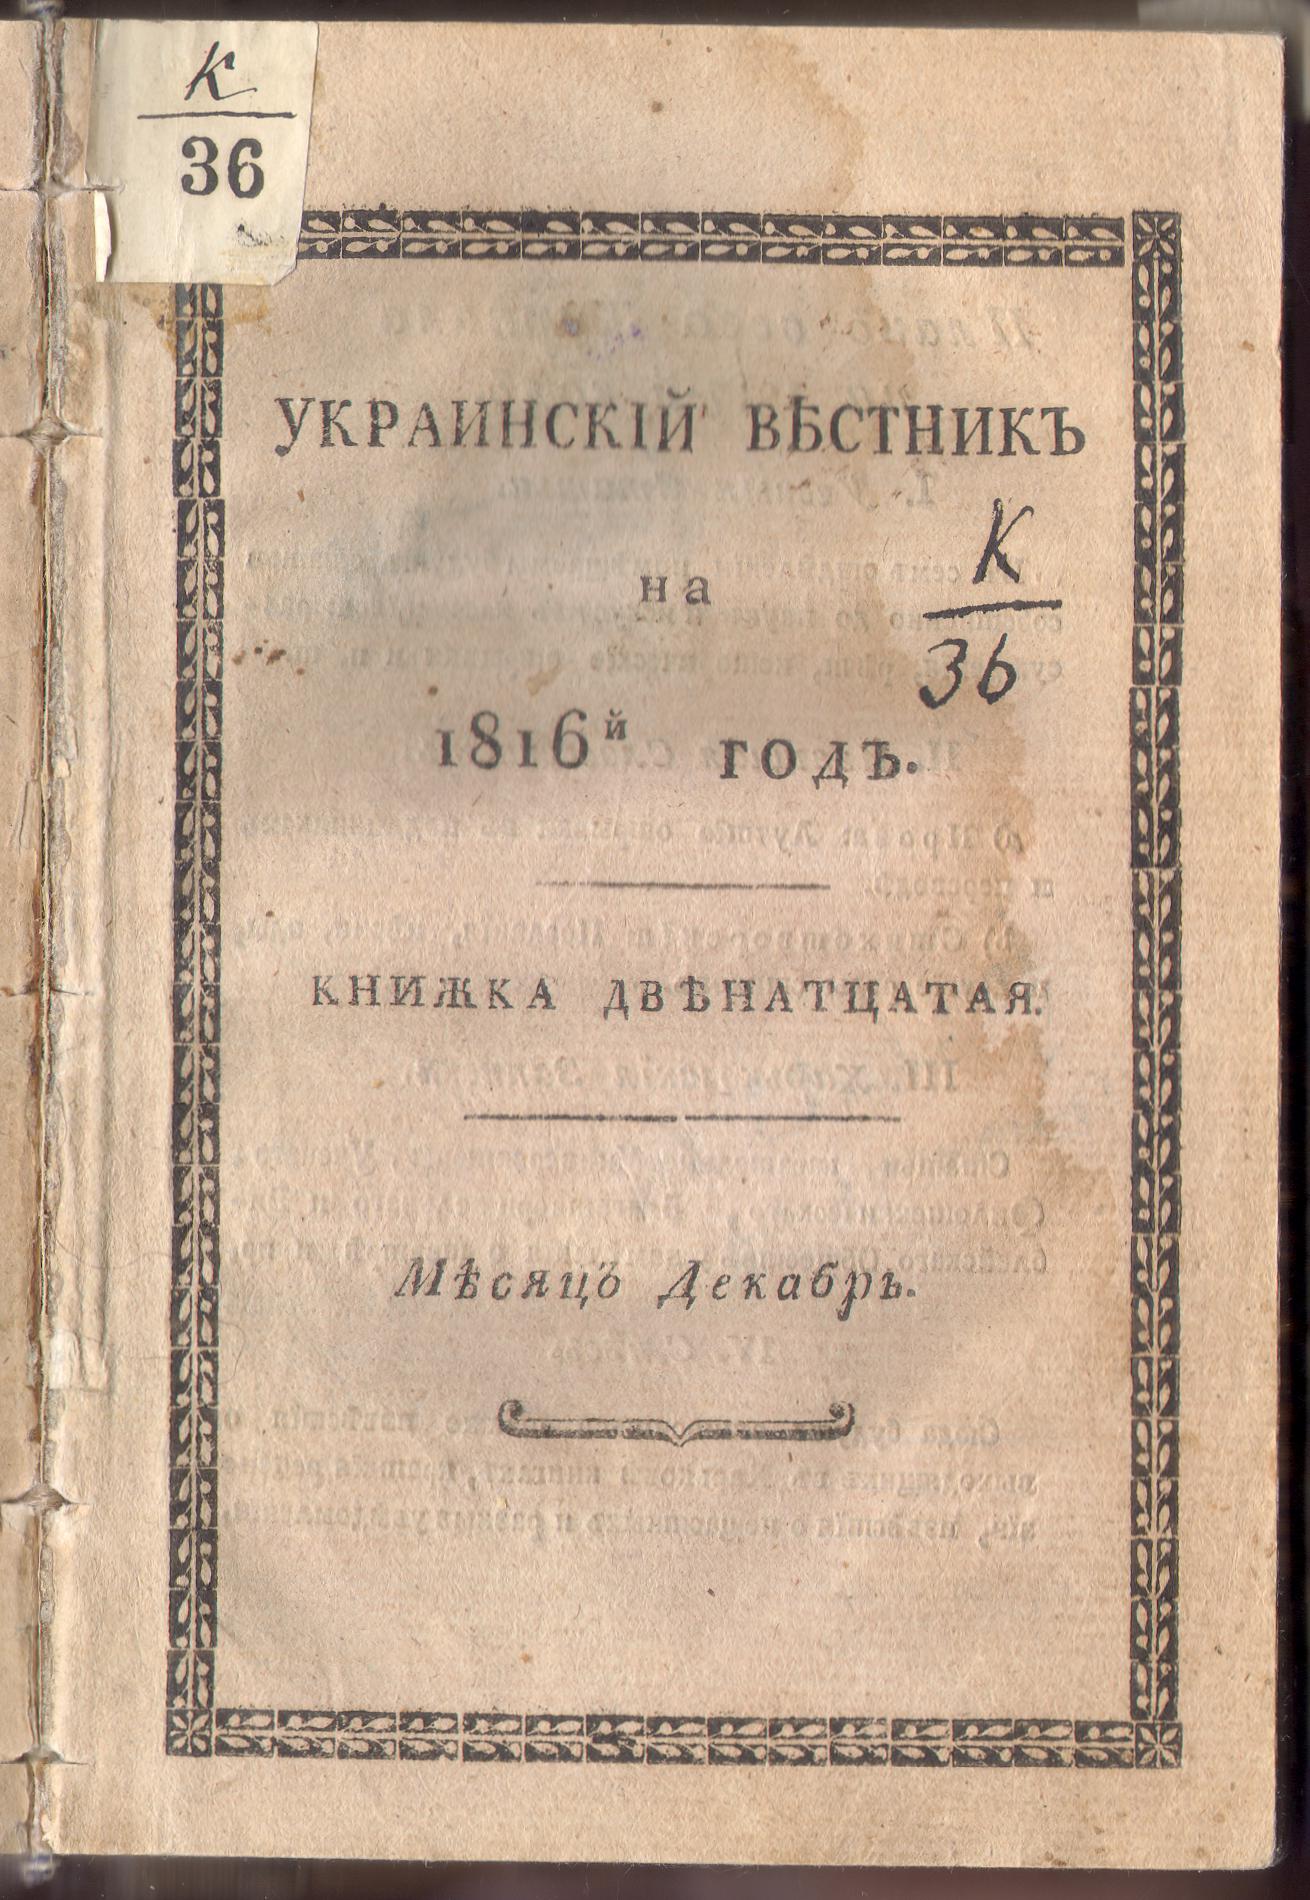 К
36
УКРАИНСКІЙ ВѢСТНИКЪ
на
К
36
1816й годъ.
КНИЖКА ДВѢНАТЦАТАЯ.
Мѣсяцъ Декабрь.